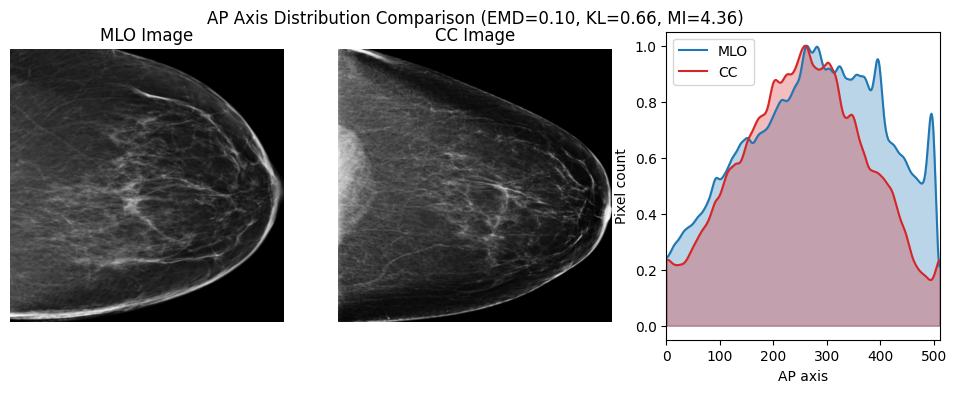 AP Axis Distribution Comparison (EMD=0.10, KL=0.66, MI=4.36)
MLO Image
CC Image
MLO
CC
Pixel count
1.0
0.8
0.6
0.4
0.2
0.0
0 100 200 300 400 500
AP axis